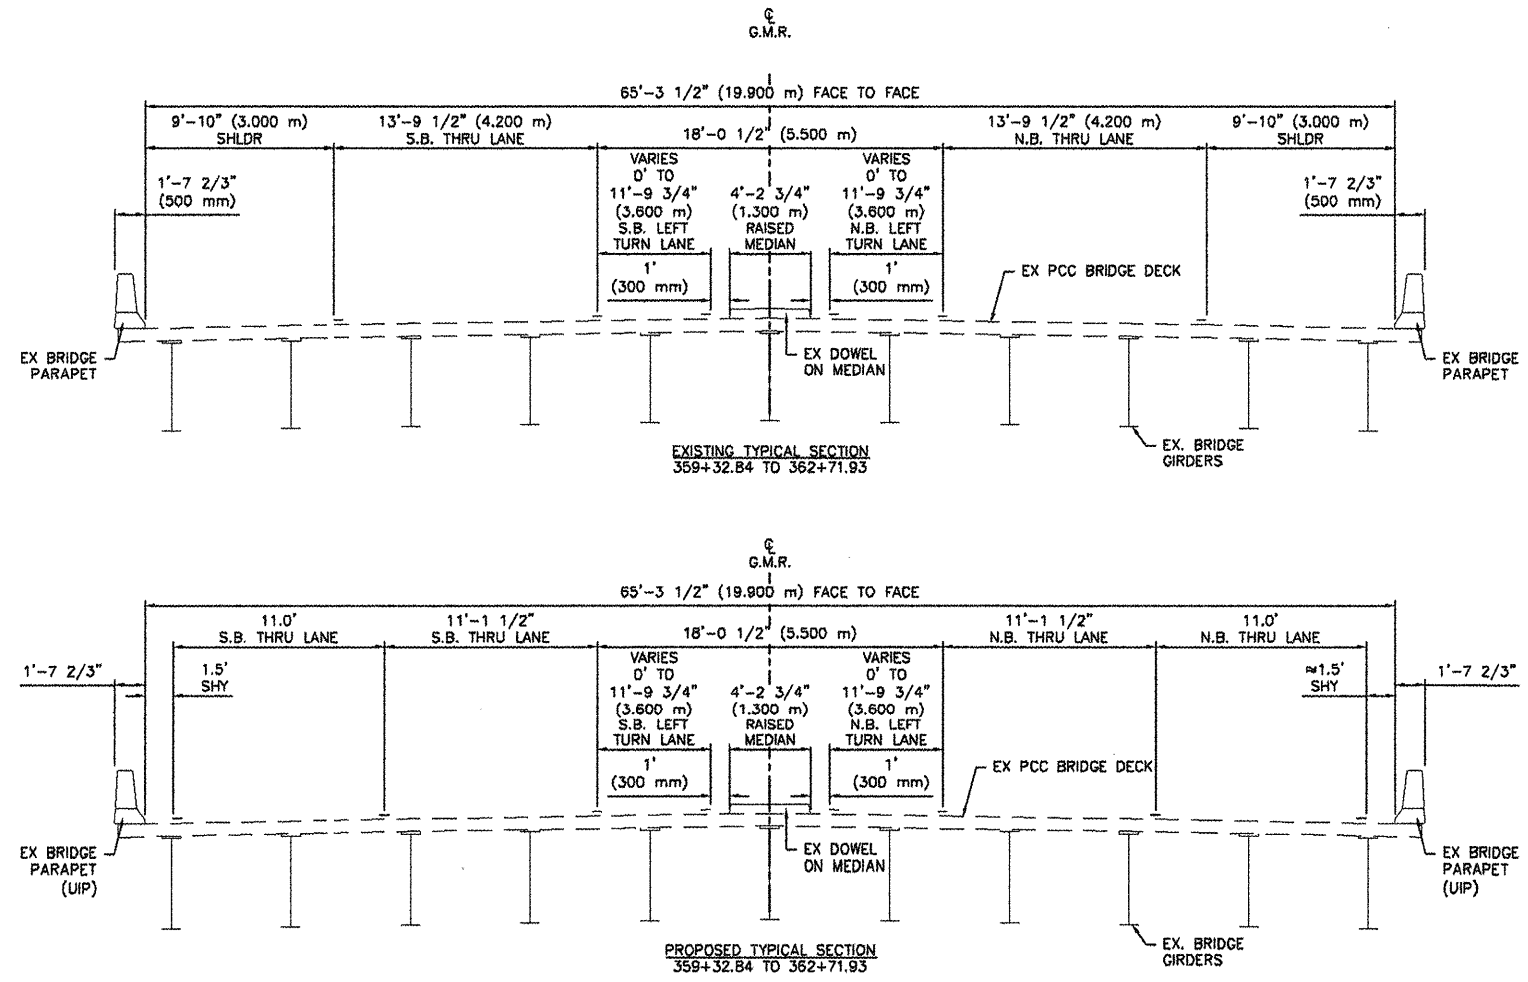 ℄
G.M.R.
65'-3 1/2" (19.900 m) FACE TO FACE
9'-10" (3.000 m)
SHLDR
13'-9 1/2" (4.200 m)
S.B. THRU LANE
18'-0 1/2" (5.500 m)
13'-9 1/2" (4.200 m)
N.B. THRU LANE
9'-10" (3.000 m)
SHLDR
1'-7 2/3"
(500 mm)
VARIES
0' TO
11'-9 3/4"
(3.600 m)
S.B. LEFT
TURN LANE
4'-2 3/4"
(1.300 m)
RAISED
MEDIAN
VARIES
0' TO
11'-9 3/4"
(3.600 m)
N.B. LEFT
TURN LANE
1'-7 2/3"
(500 mm)
1'
(300 mm)
1'
(300 mm)
EX PCC BRIDGE DECK
EX BRIDGE
PARAPET
EX DOWEL
ON MEDIAN
EX BRIDGE
PARAPET
EX. BRIDGE
GIRDERS
EXISTING TYPICAL SECTION
359+32.84 TO 362+71.93
℄
G.M.R.
65'-3 1/2" (19.900 m) FACE TO FACE
11.0'
S.B. THRU LANE
11'-1 1/2"
S.B. THRU LANE
18'-0 1/2" (5.500 m)
11'-1 1/2"
N.B. THRU LANE
11.0'
N.B. THRU LANE
1'-7 2/3"
1.5'
SHY
VARIES
0' TO
11'-9 3/4"
(3.600 m)
S.B. LEFT
TURN LANE
4'-2 3/4"
(1.300 m)
RAISED
MEDIAN
VARIES
0' TO
11'-9 3/4"
(3.600 m)
N.B. LEFT
TURN LANE
≈1.5'
SHY
1'-7 2/3"
1'
(300 mm)
1'
(300 mm)
EX PCC BRIDGE DECK
EX BRIDGE
PARAPET
(UIP)
EX DOWEL
ON MEDIAN
EX BRIDGE
PARAPET
(UIP)
EX. BRIDGE
GIRDERS
PROPOSED TYPICAL SECTION
359+32.84 TO 362+71.93